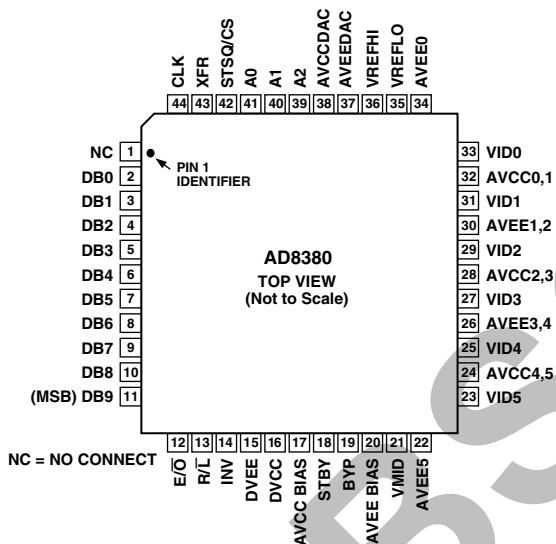 CLK
XFR
STSQ/CS
A0
A1
A2
AVCCDAC
AVEEDAC
VREFHI
VREFLO
AVEE0
44 43 42 41 40 39 38 37 36 35 34
NC 1
DB0 2
DB1 3
DB2 4
DB3 5
DB4 6
DB5 7
DB6 8
DB7 9
DB8 10
(MSB) DB9 11
PIN 1
IDENTIFIER
AD8380
TOP VIEW
(Not to Scale)
33 VID0
32 AVCC0,1
31 VID1
30 AVEE1,2
29 VID2
28 AVCC2,3
27 VID3
26 AVEE3,4
25 VID4
24 AVCC4,5
23 VID5
12 13 14 15 16 17 18 19 20 21 22
E/O̅
R/L̅
INV
DVEE
DVCC
AVCC BIAS
STBY
BYP
AVEE BIAS
VMID
AVEE5
NC = NO CONNECT